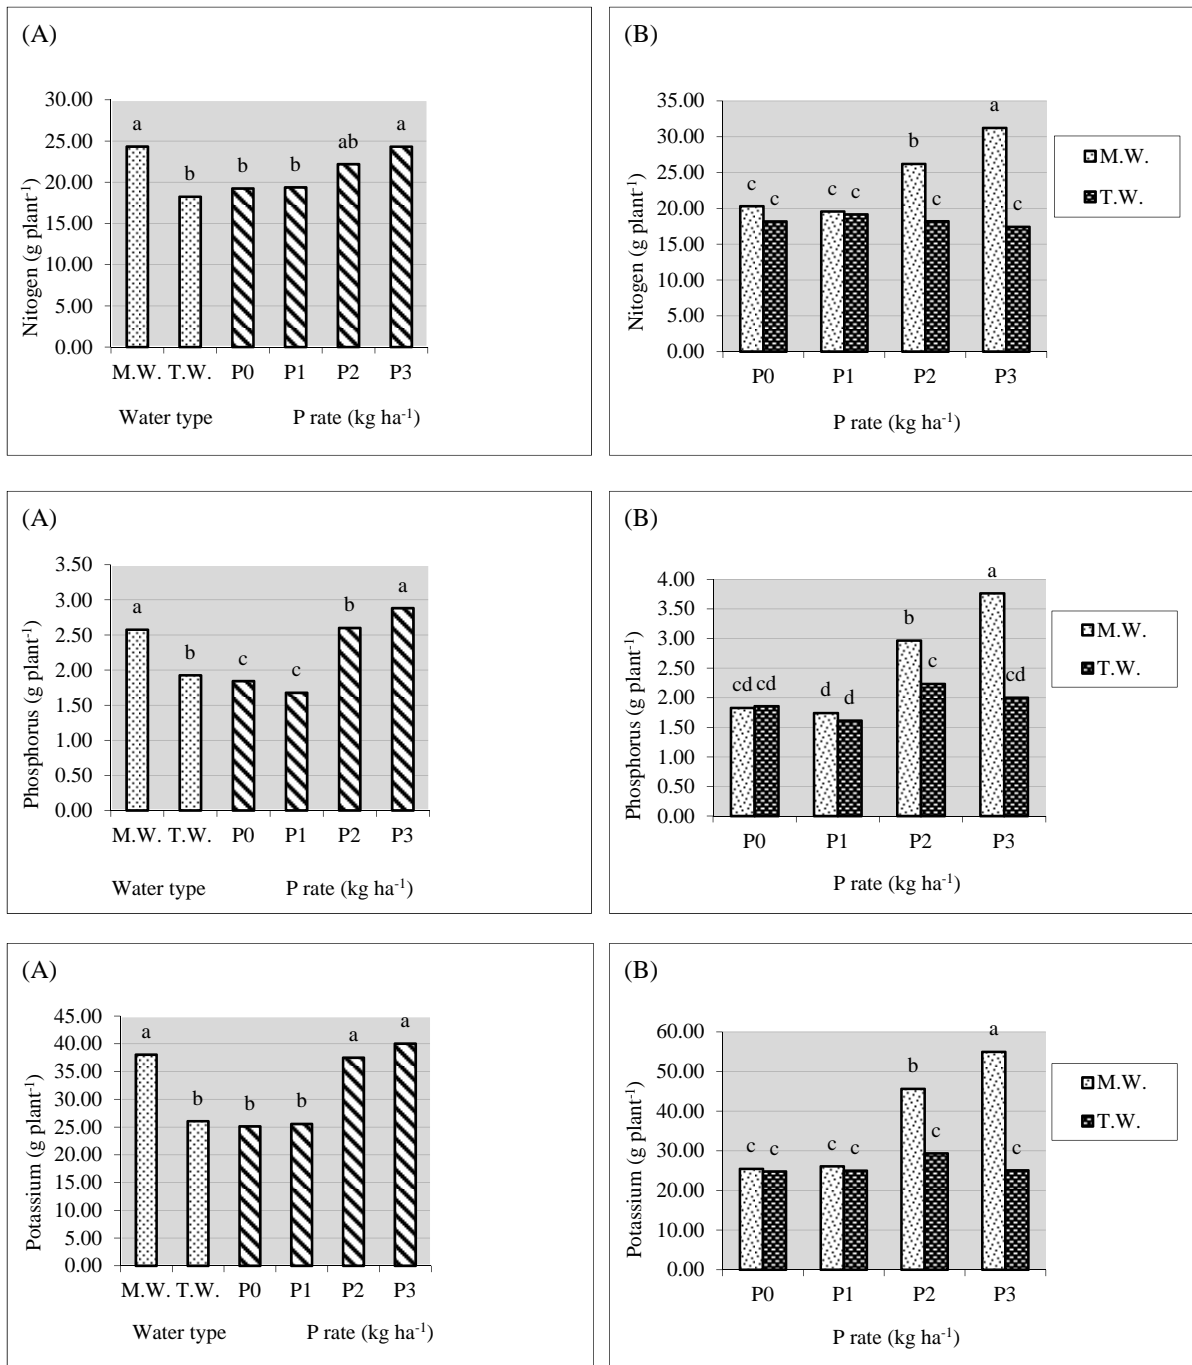 (A)
30.00
25.00
20.00
15.00
10.00
5.00
0.00
Nitogen (g plant-1)
a b b b ab a
M.W. T.W. P0 P1 P2 P3
Water type P rate (kg ha-1)
(B)
35.00
30.00
25.00
20.00
15.00
10.00
5.00
0.00
Nitogen (g plant-1)
c c c c b c a c
P0 P1 P2 P3
P rate (kg ha-1)
M.W.
T.W.
(A)
3.50
3.00
2.50
2.00
1.50
1.00
0.50
0.00
Phosphorus (g plant-1)
a b c c b a
M.W. T.W. P0 P1 P2 P3
Water type P rate (kg ha-1)
(B)
4.00
3.50
3.00
2.50
2.00
1.50
1.00
0.50
0.00
Phosphorus (g plant-1)
cd cd d d b c a cd
P0 P1 P2 P3
P rate (kg ha-1)
M.W.
T.W.
(A)
45.00
40.00
35.00
30.00
25.00
20.00
15.00
10.00
5.00
0.00
Potassium (g plant-1)
a b b b a a
M.W. T.W. P0 P1 P2 P3
Water type P rate (kg ha-1)
(B)
60.00
50.00
40.00
30.00
20.00
10.00
0.00
Potassium (g plant-1)
c c c c b c a c
P0 P1 P2 P3
P rate (kg ha-1)
M.W.
T.W.